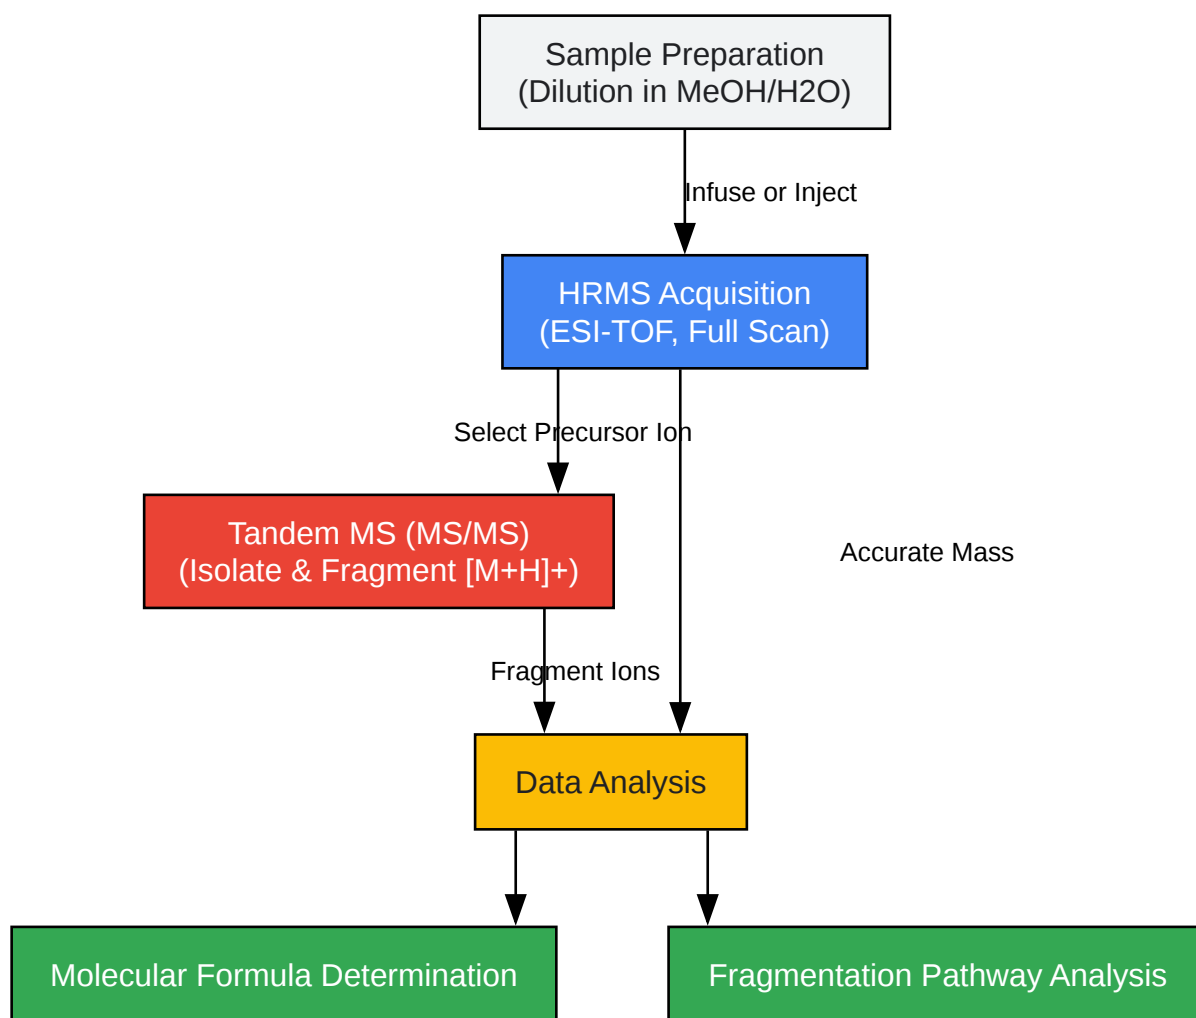 Sample Preparation
(Dilution in MeOH/H2O)
Infuse or Inject
HRMS Acquisition
(ESI-TOF, Full Scan)
Select Precursor Ion
Tandem MS (MS/MS)
(Isolate & Fragment [M+H]+)
Accurate Mass
Fragment Ions
Data Analysis
Molecular Formula Determination
Fragmentation Pathway Analysis